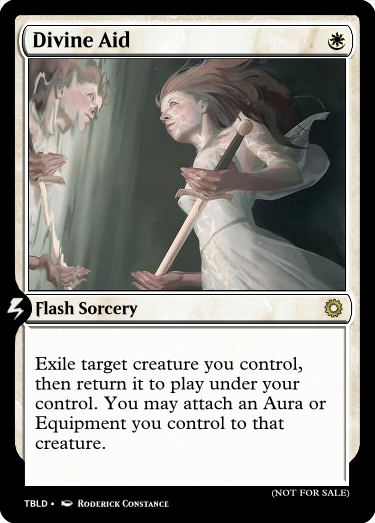 Divine Aid
Flash Sorcery
Exile target creature you control,
then return it to play under your
control. You may attach an Aura or
Equipment you control to that
creature.
(NOT FOR SALE)
TBLD • Roderick Constance